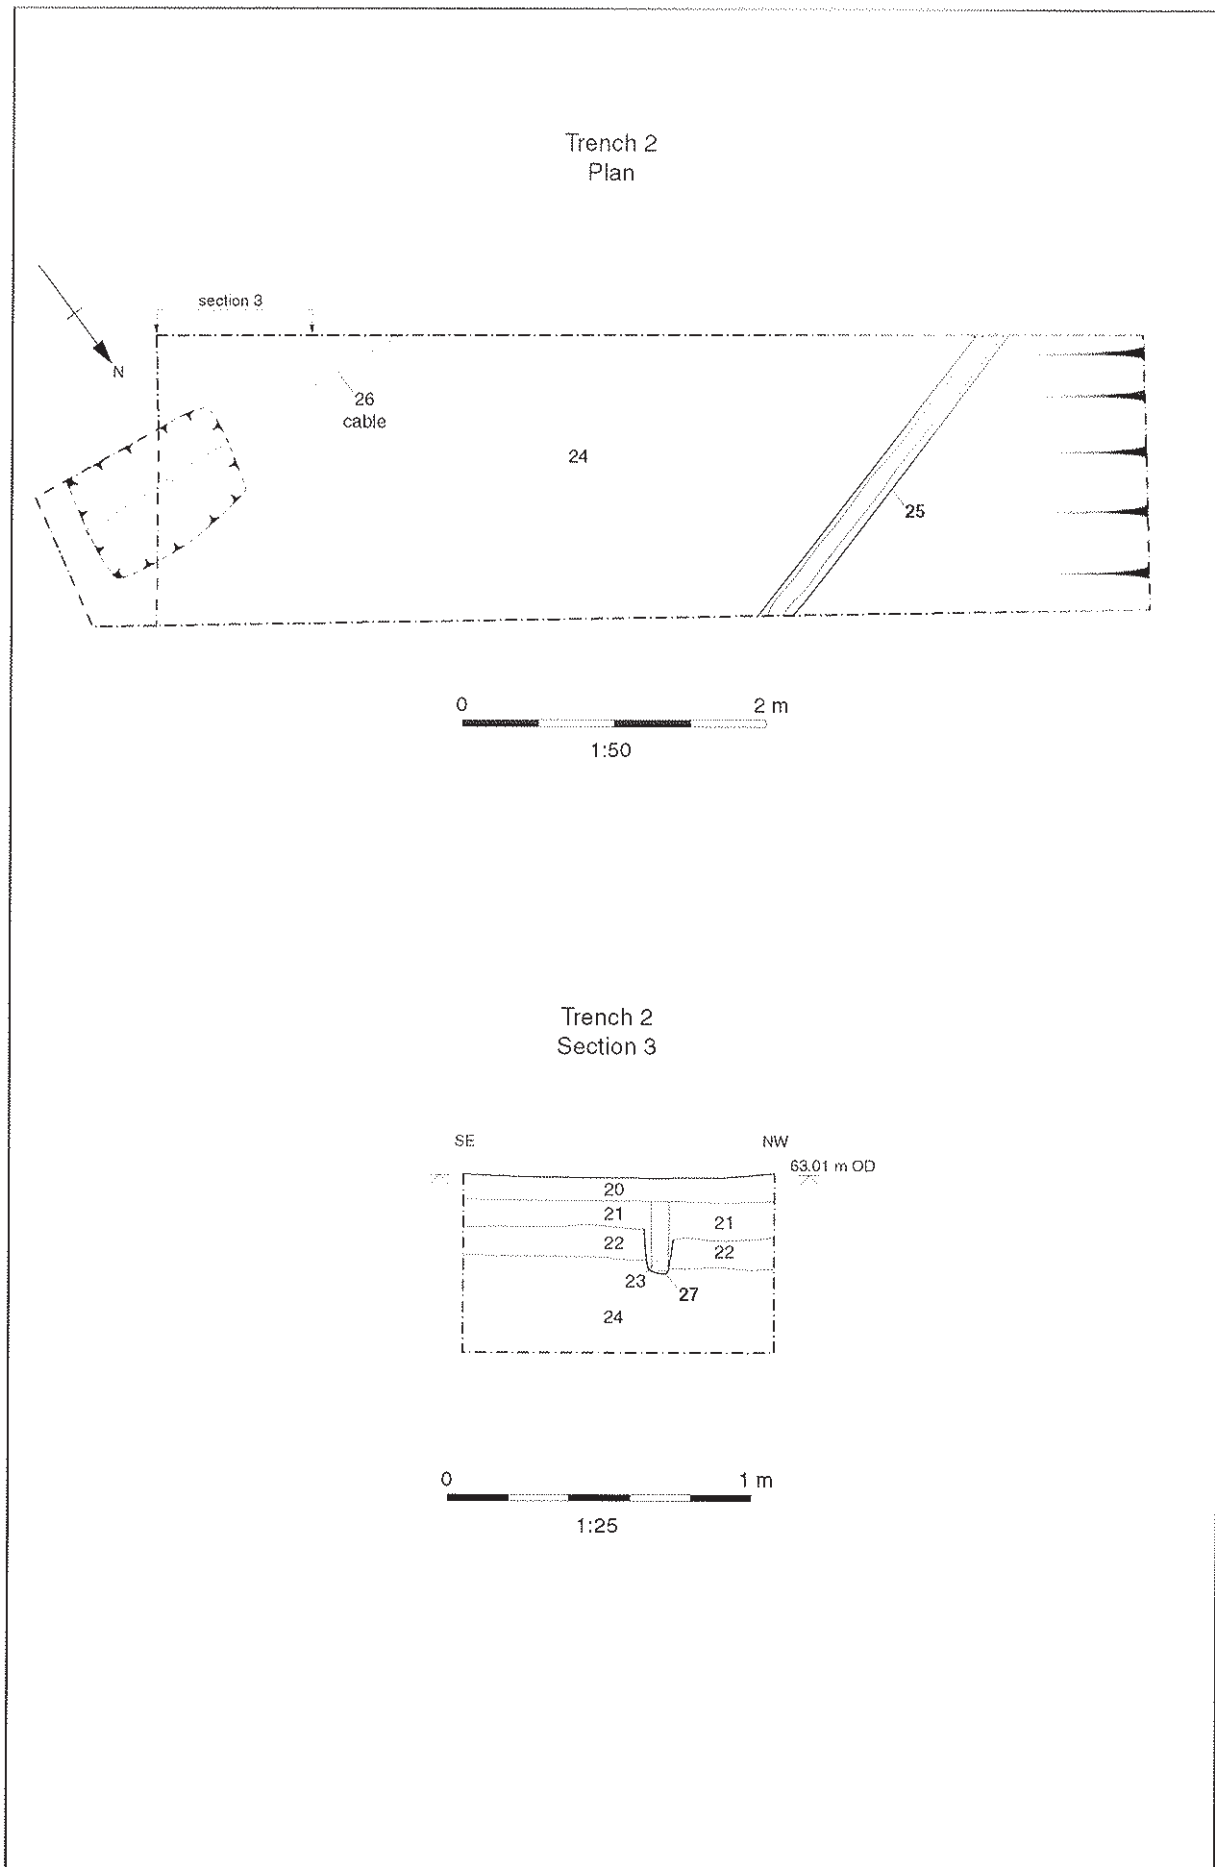 Trench 2
Plan
section 3
N
26
cable
24
25
0 2 m
1:50
Trench 2
Section 3
SE NW
63.01 m OD
20
21 21
22 22
23 27
24
0 1 m
1:25